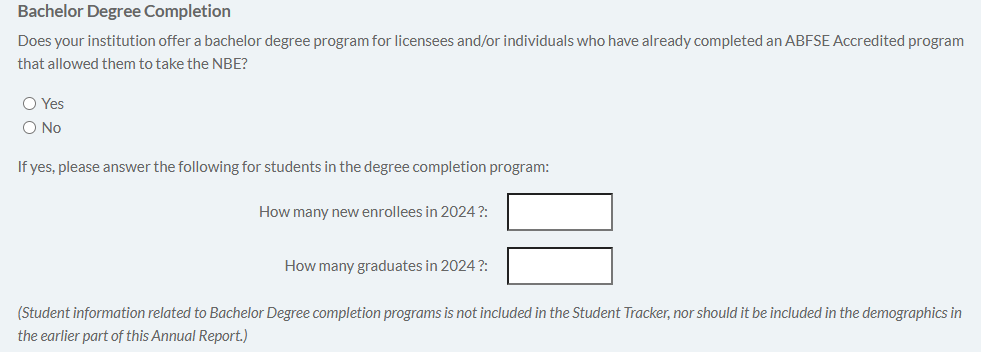 Bachelor Degree Completion
Does your institution offer a bachelor degree program for licensees and/or individuals who have already completed an ABFSE Accredited program
that allowed them to take the NBE?
Yes
No
If yes, please answer the following for students in the degree completion program:
How many new enrollees in 2024 ?:
How many graduates in 2024 ?:
(Student information related to Bachelor Degree completion programs is not included in the Student Tracker, nor should it be included in the demographics in
the earlier part of this Annual Report.)